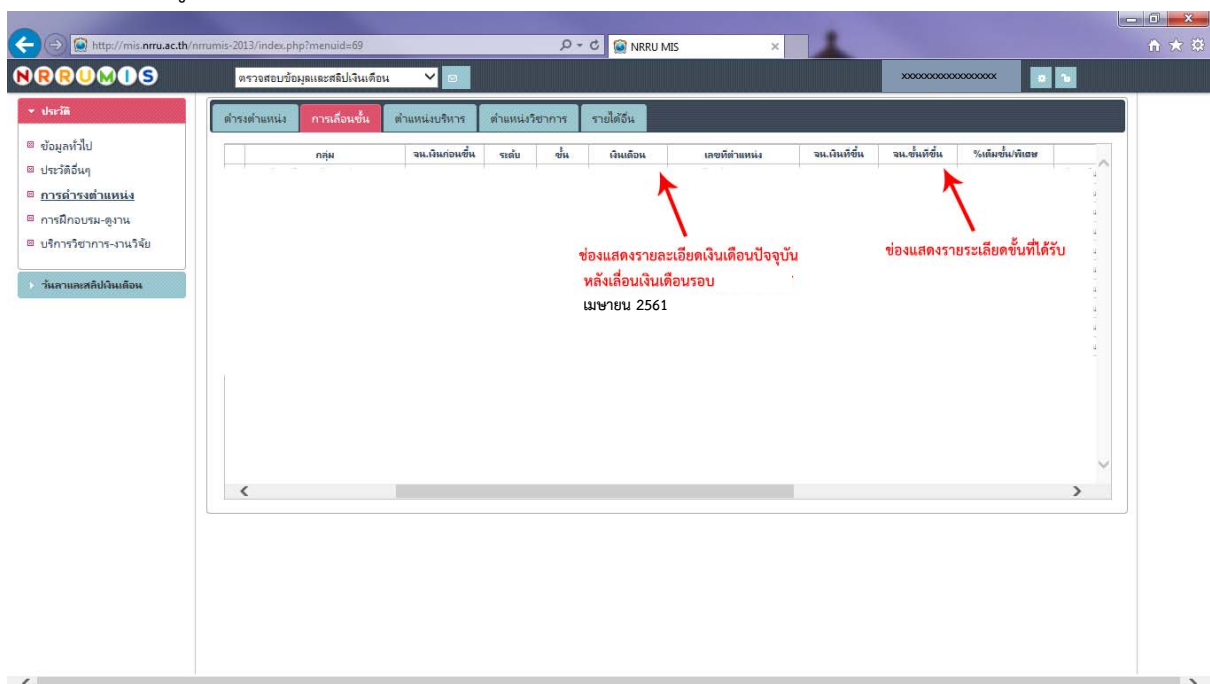 http://mis.nrru.ac.th/nrrumis-2013/index.php?menuid=69
NRRU MIS
NRRUMIS
ตรวจสอบข้อมูลและสลิปเงินเดือน
xxxxxxxxxxxxxxxxx
ประวัติ
ข้อมูลทั่วไป
ประวัติอื่นๆ
การดำรงตำแหน่ง
การฝึกอบรม-ดูงาน
บริการวิชาการ-งานวิจัย
วันลาและสลิปเงินเดือน
ดำรงตำแหน่ง การเลื่อนขั้น ตำแหน่งบริหาร ตำแหน่งวิชาการ รายได้อื่น
กลุ่ม จน.เงินก่อนขึ้น ระดับ ขั้น เงินเดือน เลขที่ตำแหน่ง จน.เงินที่ขึ้น จน.ขั้นที่ขึ้น %เต็มขั้น/พิเศษ
ช่องแสดงรายละเอียดเงินเดือนปัจจุบัน
หลังเลื่อนเงินเดือนรอบ
เมษายน 2561
ช่องแสดงรายระเลียดขั้นที่ได้รับ